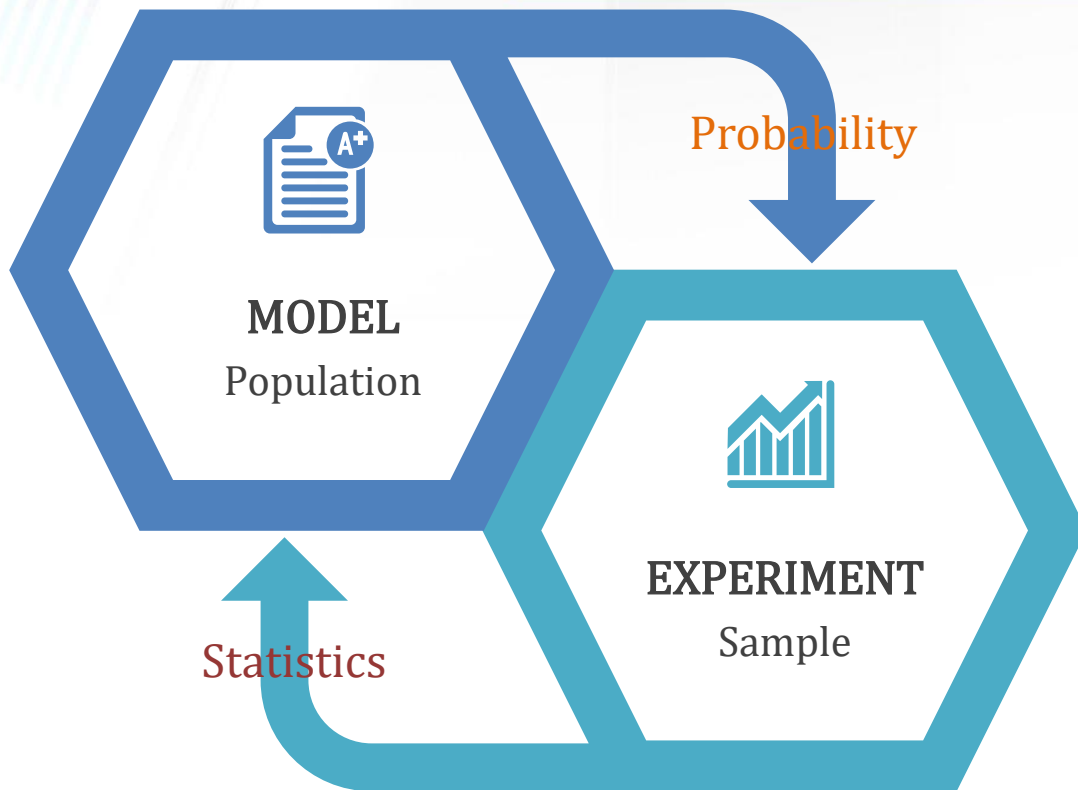 A+
Probability
MODEL
Population
EXPERIMENT
Sample
Statistics